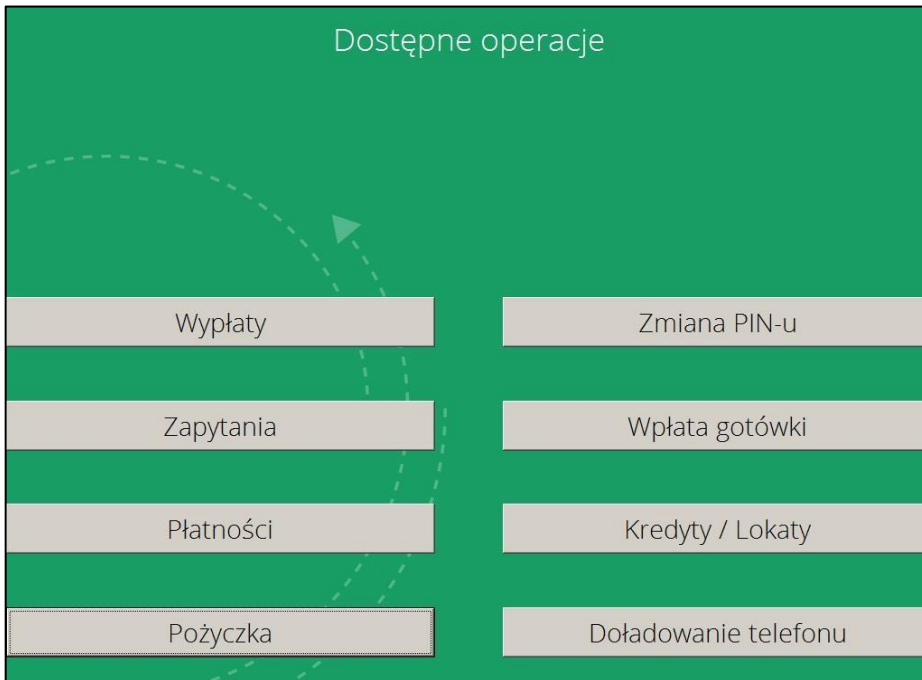 Dostępne operacje
Wypłaty
Zmiana PIN-u
Zapytania
Wpłata gotówki
Płatności
Kredyty / Lokaty
Pożyczka
Doładowanie telefonu